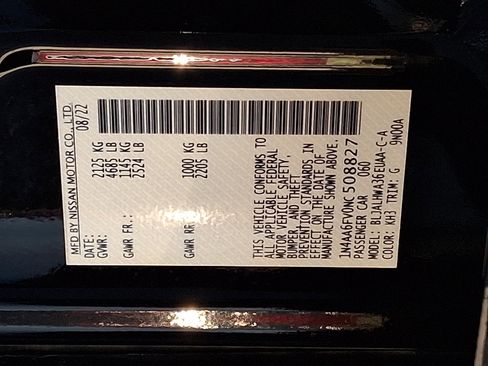 MFD BY NISSAN MOTOR CO., LTD.
DATE: 08/22
GVWR: 2125 KG
4685 LB
GAWR FR: 1145 KG
2524 LB
GAWR RR: 1000 KG
2205 LB
THIS VEHICLE CONFORMS TO
ALL APPLICABLE FEDERAL
MOTOR VEHICLE SAFETY,
BUMPER, AND THEFT
PREVENTION STANDARDS IN
EFFECT ON THE DATE OF
MANUFACTURE SHOWN ABOVE.
1N4AA6FV0NC508827
PASSENGER CAR 060
COLOR: KH3 TRIM: G 9N00A